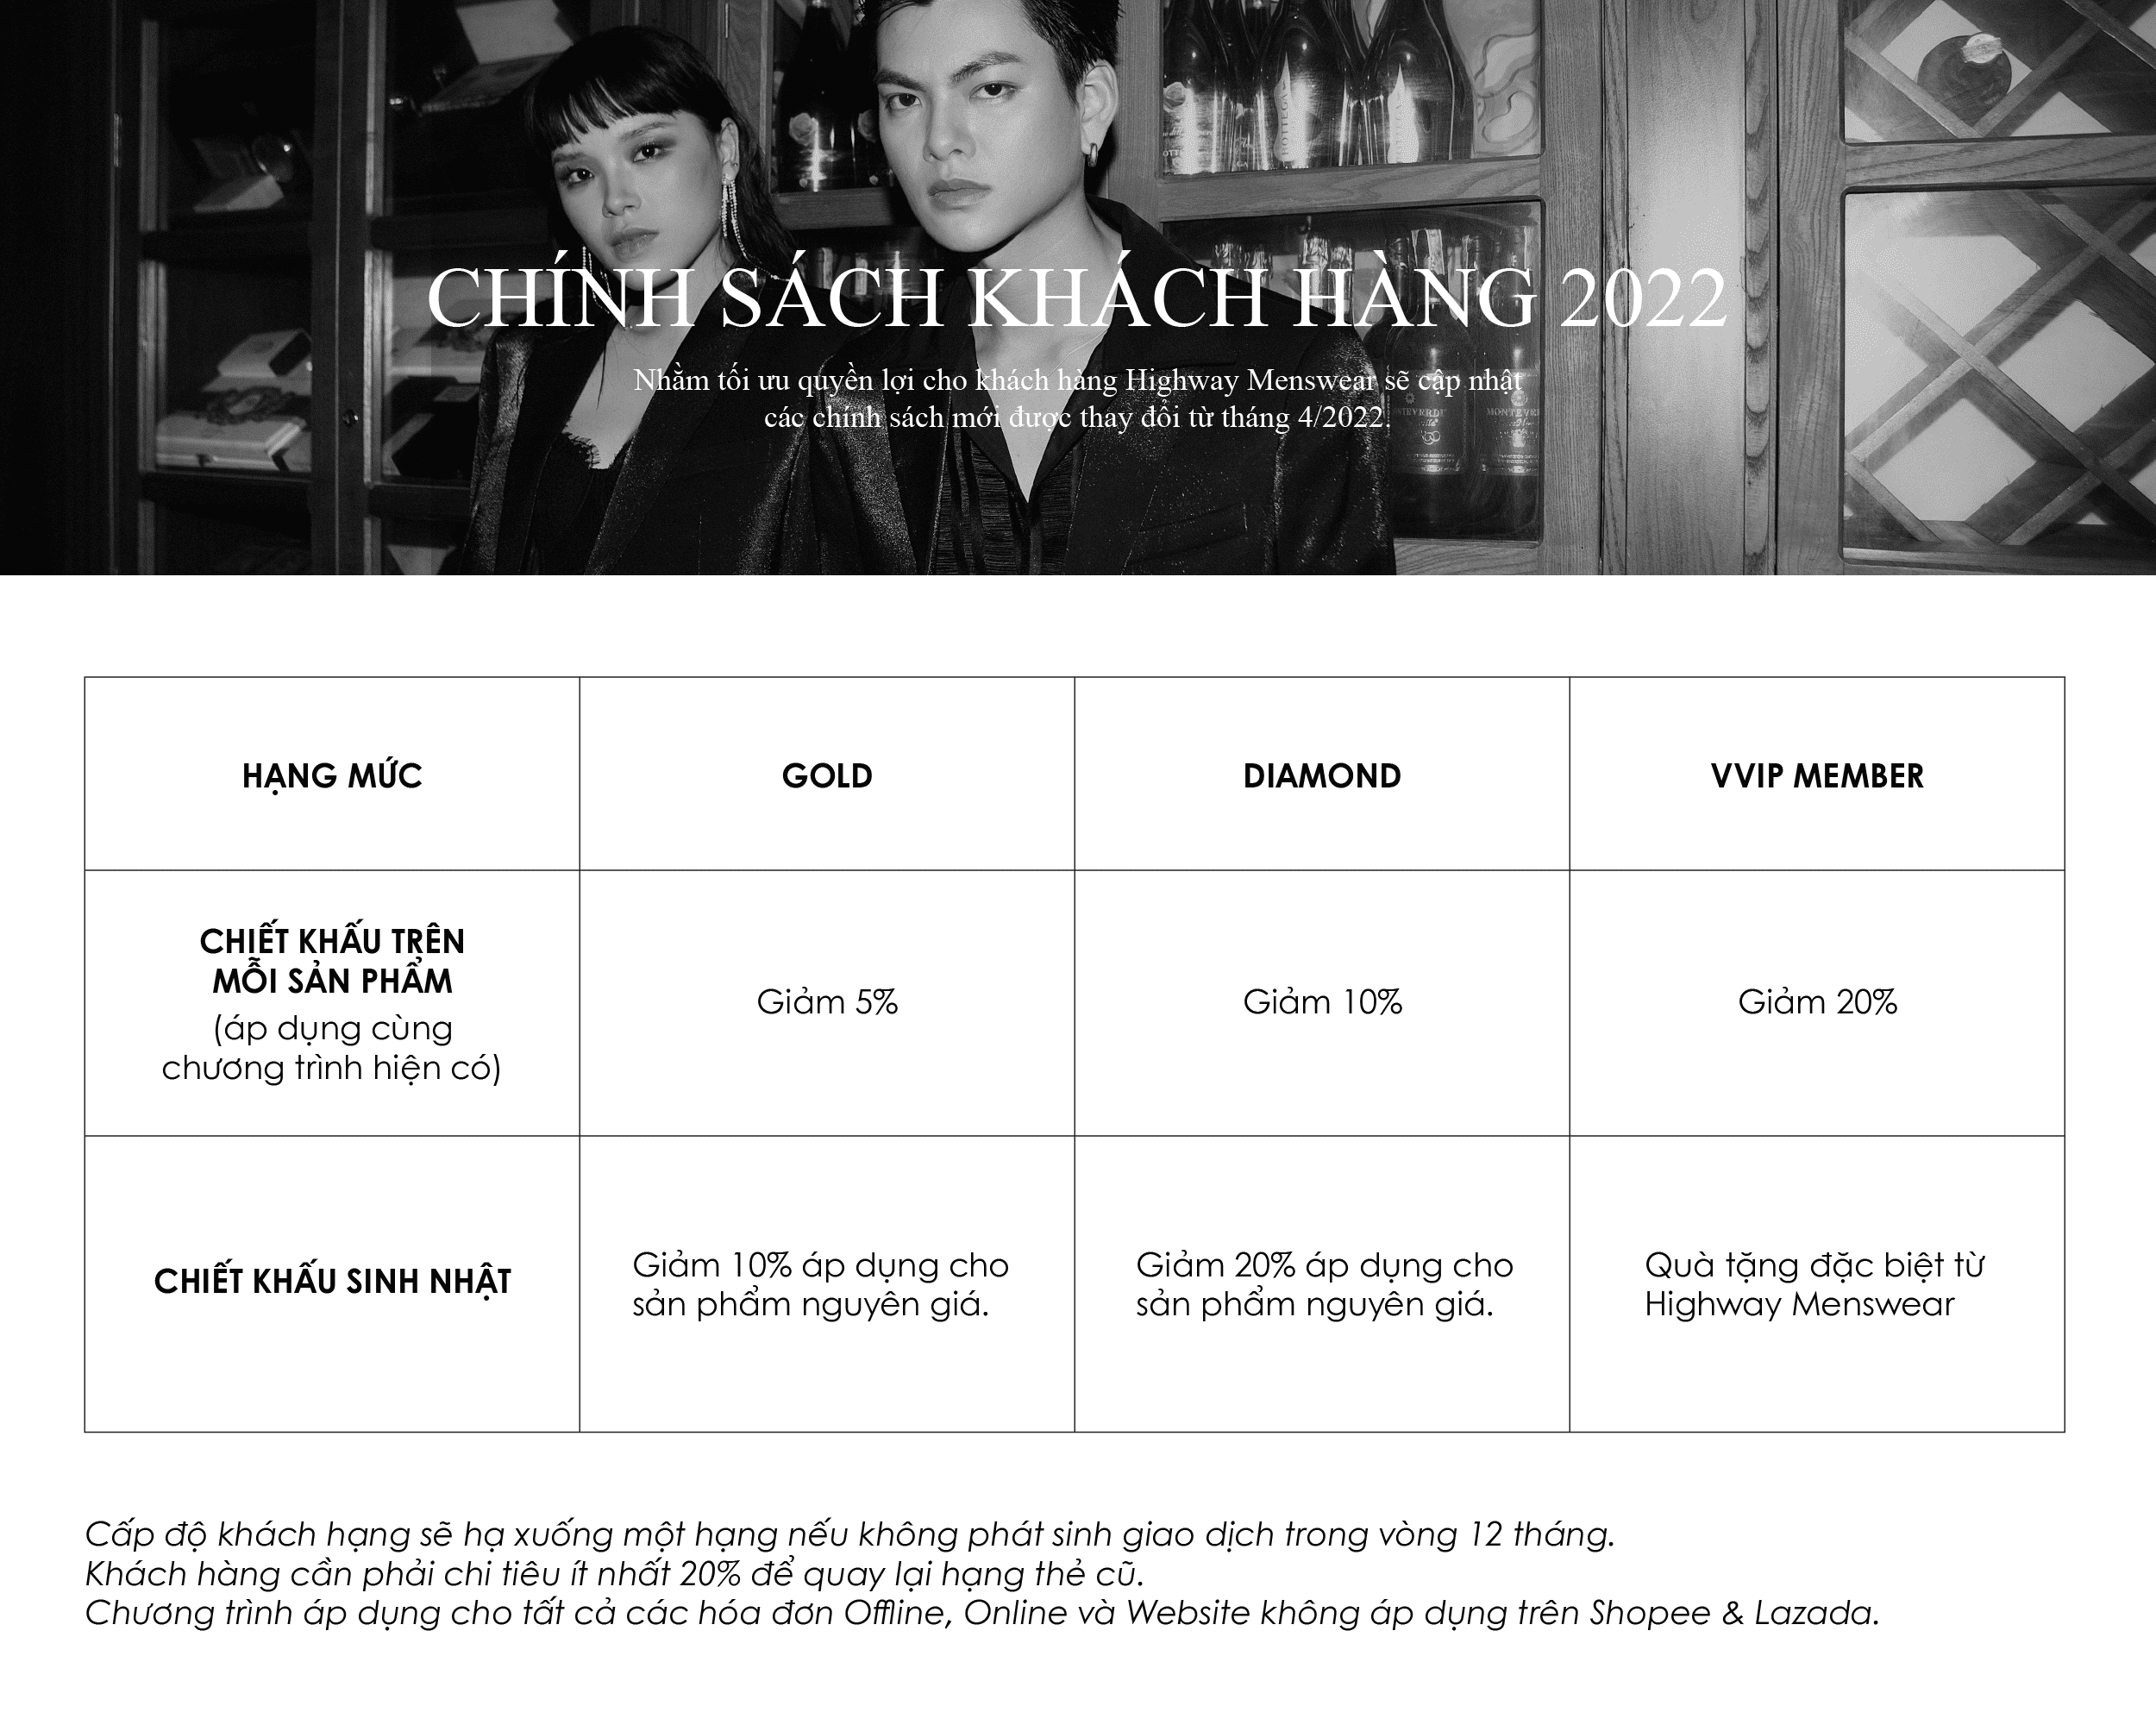 CHÍNH SÁCH KHÁCH HÀNG 2022
Nhằm tối ưu quyền lợi cho khách hàng Highway Menswear sẽ cập nhật
các chính sách mới được thay đổi từ tháng 4/2022.
HẠNG MỨC
GOLD
DIAMOND
VVIP MEMBER
CHIẾT KHẤU TRÊN
MỖI SẢN PHẨM
(áp dụng cùng
chương trình hiện có)
Giảm 5%
Giảm 10%
Giảm 20%
CHIẾT KHẤU SINH NHẬT
Giảm 10% áp dụng cho
sản phẩm nguyên giá.
Giảm 20% áp dụng cho
sản phẩm nguyên giá.
Quà tặng đặc biệt từ
Highway Menswear
Cấp độ khách hạng sẽ hạ xuống một hạng nếu không phát sinh giao dịch trong vòng 12 tháng.
Khách hàng cần phải chi tiêu ít nhất 20% để quay lại hạng thẻ cũ.
Chương trình áp dụng cho tất cả các hóa đơn Offline, Online và Website không áp dụng trên Shopee & Lazada.